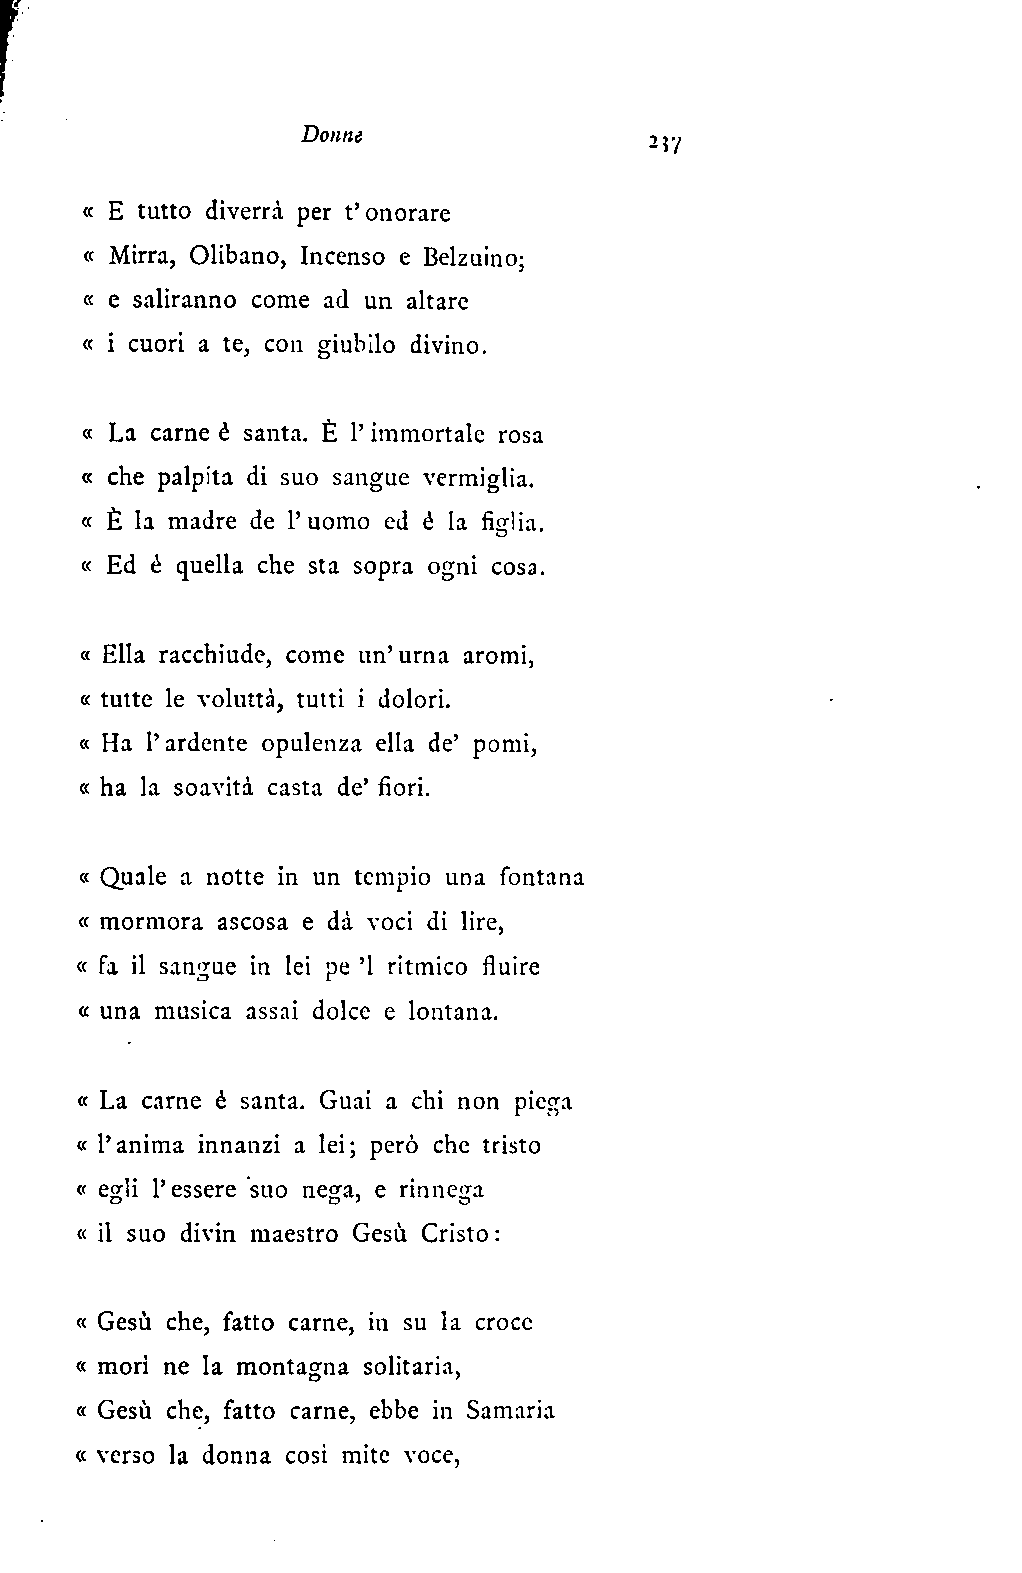 Donne 237
« E tutto diverrà per t' onorare
« Mirra, Olibano, Incenso e Belzuino;
« e saliranno come ad un altare
« i cuori a te, con giubilo divino.
« La carne è santa. È l' immortale rosa
« che palpita di suo sangue vermiglia.
« È la madre de l' uomo ed è la figlia.
« Ed è quella che sta sopra ogni cosa.
« Ella racchiude, come un' urna aromi,
« tutte le voluttà, tutti i dolori.
« Ha l' ardente opulenza ella de' pomi,
« ha la soavità casta de' fiori.
« Quale a notte in un tempio una fontana
« mormora ascosa e dà voci di lire,
« fa il sangue in lei pe 'l ritmico fluire
« una musica assai dolce e lontana.
« La carne è santa. Guai a chi non piega
« l' anima innanzi a lei; però che tristo
« egli l' essere suo nega, e rinnega
« il suo divin maestro Gesù Cristo:
« Gesù che, fatto carne, in su la croce
« morì ne la montagna solitaria,
« Gesù che, fatto carne, ebbe in Samaria
« verso la donna così mite voce,